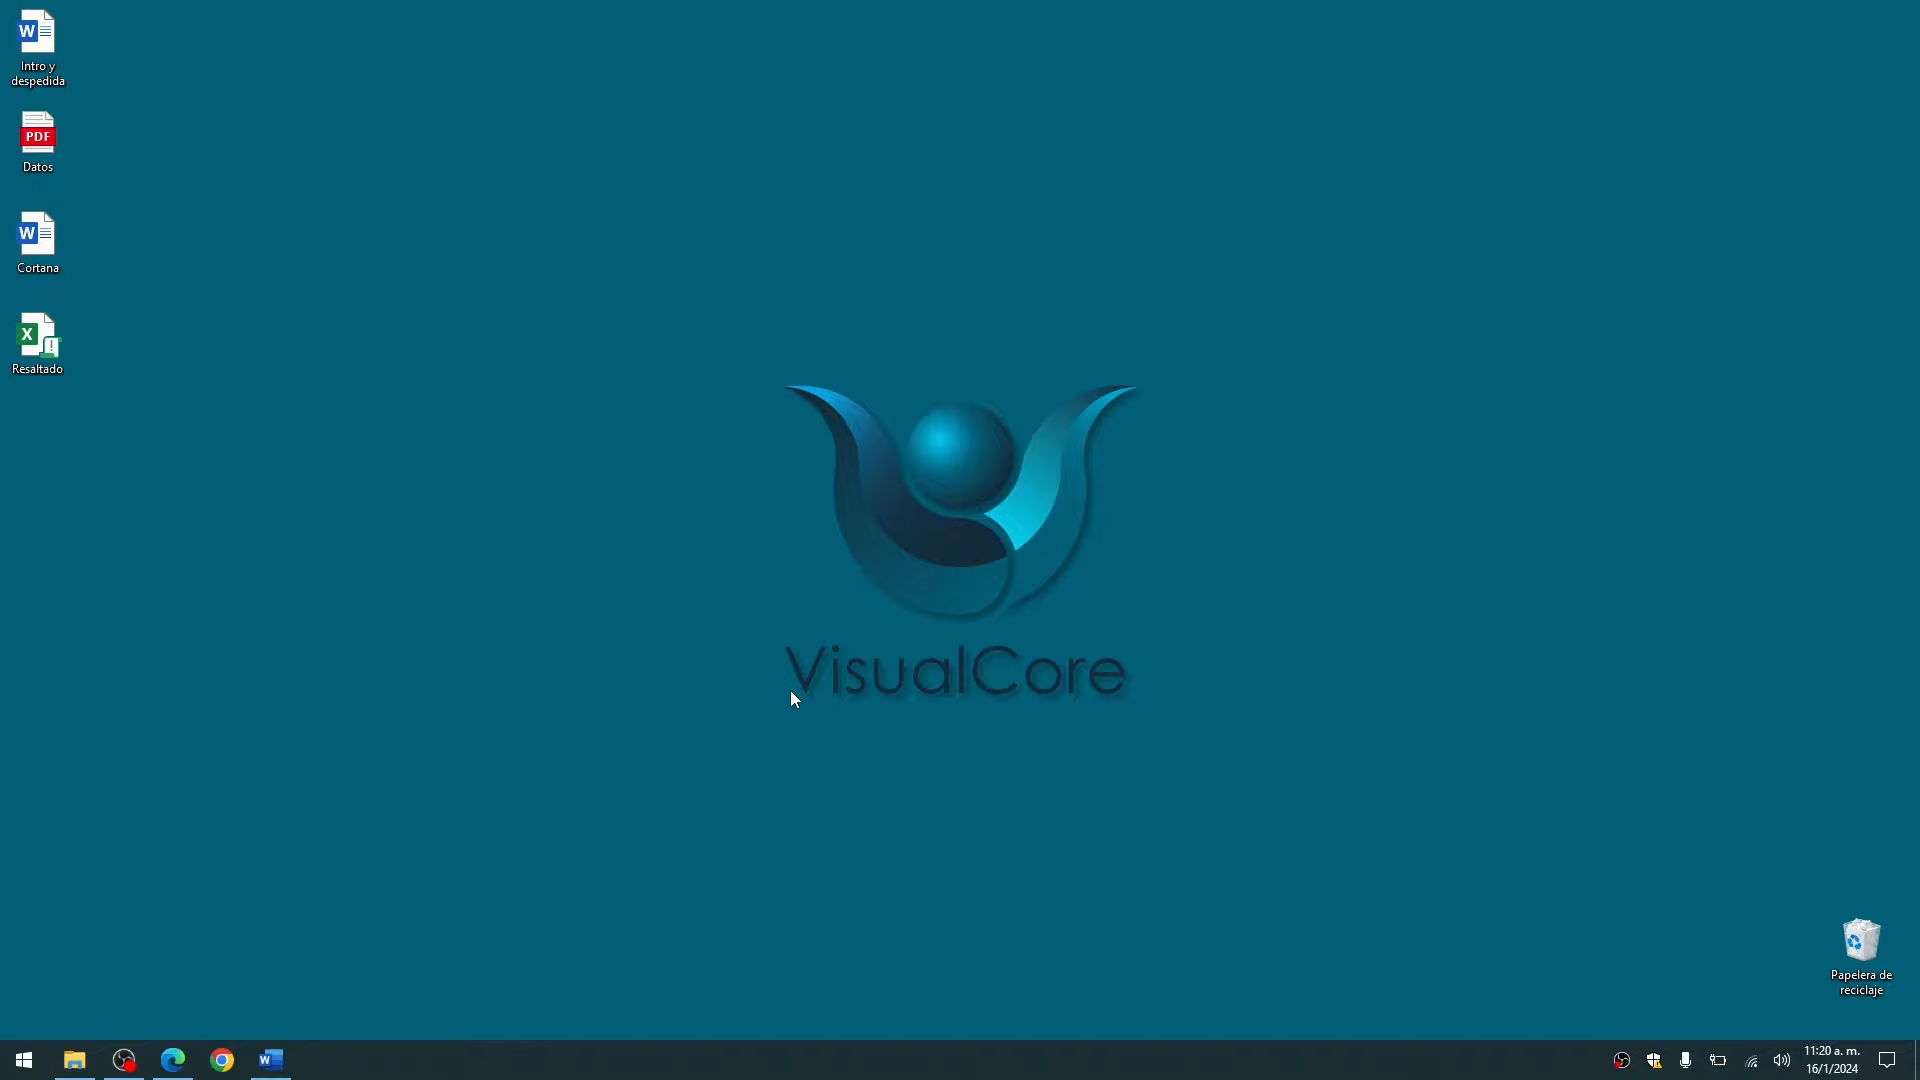 Intro y
despedida
PDF
Datos
Cortana
Resaltado
VisualCore
Papelera de
reciclaje
11:20 a. m.
16/1/2024